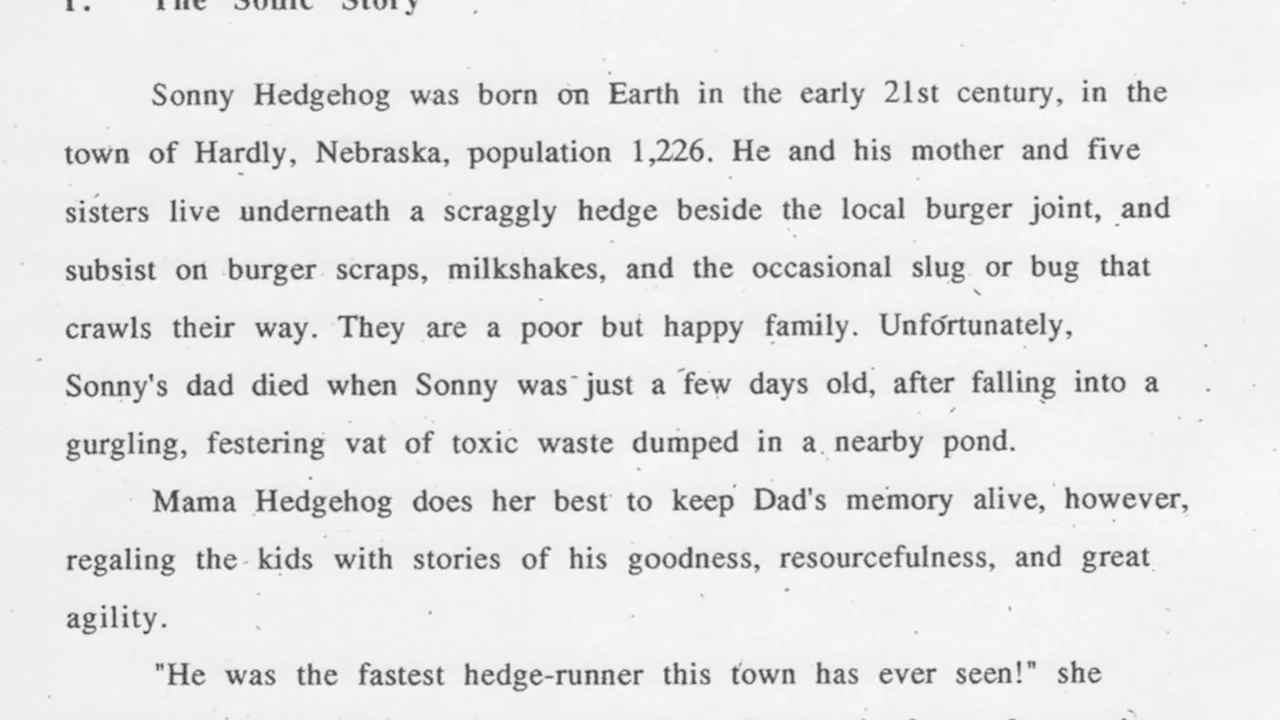 1. The Sonic Story
Sonny Hedgehog was born on Earth in the early 21st century, in the
town of Hardly, Nebraska, population 1,226. He and his mother and five
sisters live underneath a scraggly hedge beside the local burger joint, and
subsist on burger scraps, milkshakes, and the occasional slug or bug that
crawls their way. They are a poor but happy family. Unfortunately,
Sonny's dad died when Sonny was just a few days old, after falling into a
gurgling, festering vat of toxic waste dumped in a nearby pond.
Mama Hedgehog does her best to keep Dad's memory alive, however,
regaling the kids with stories of his goodness, resourcefulness, and great
agility.
"He was the fastest hedge-runner this town has ever seen!" she